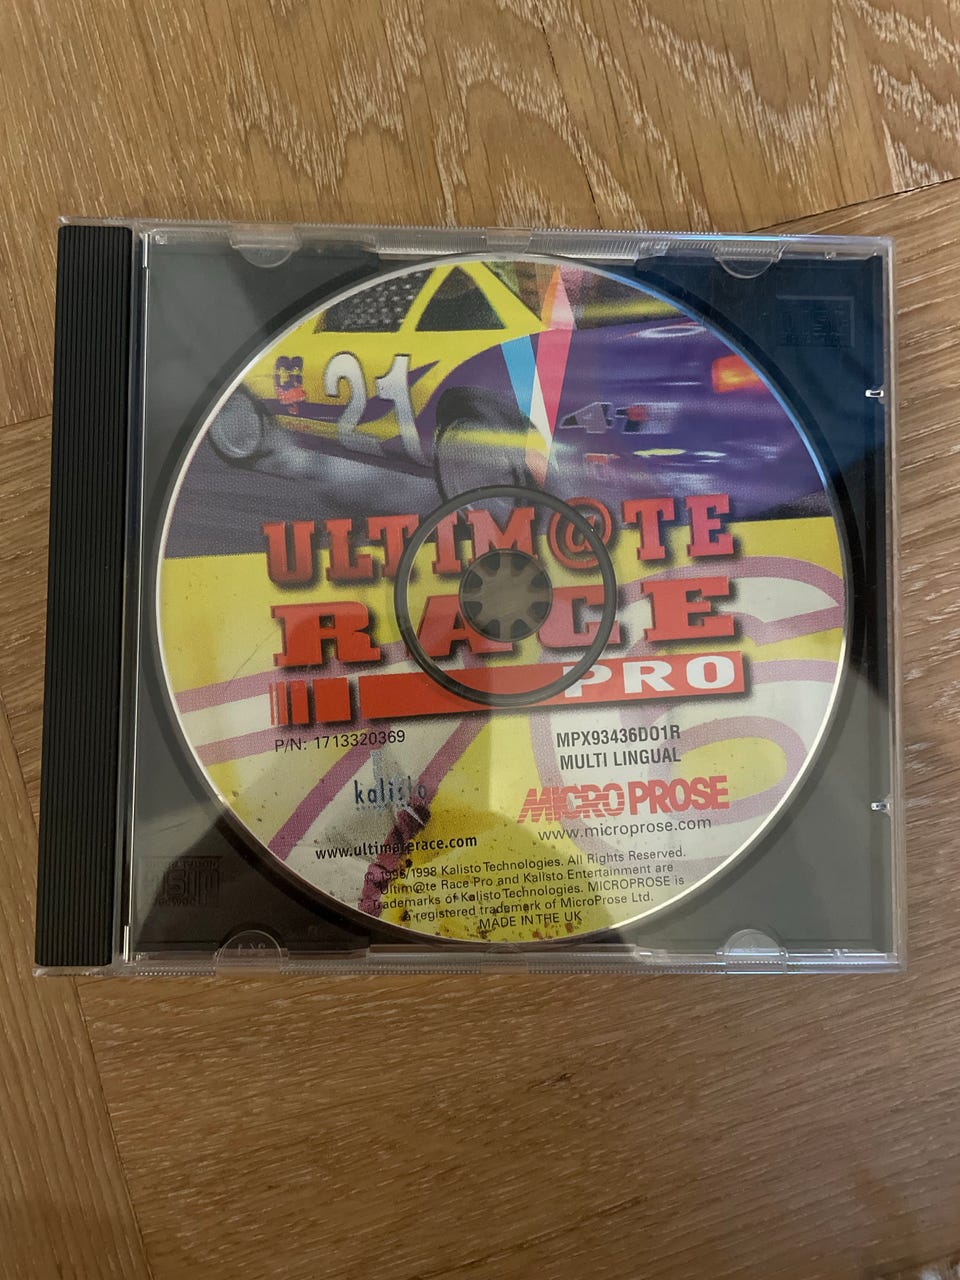 21
ULTIM@TE
RACE
PRO
P/N: 1713320369
MPX93436D01R
MULTI LINGUAL
kalisto
MICRO PROSE
www.microprose.com
www.ultimaterace.com
1996/1998 Kalisto Technologies. All Rights Reserved.
Ultim@te Race Pro and Kalisto Entertainment are
Trademarks of Kalisto Technologies. MICROPROSE is
a registered trademark of MicroProse Ltd.
MADE IN THE UK